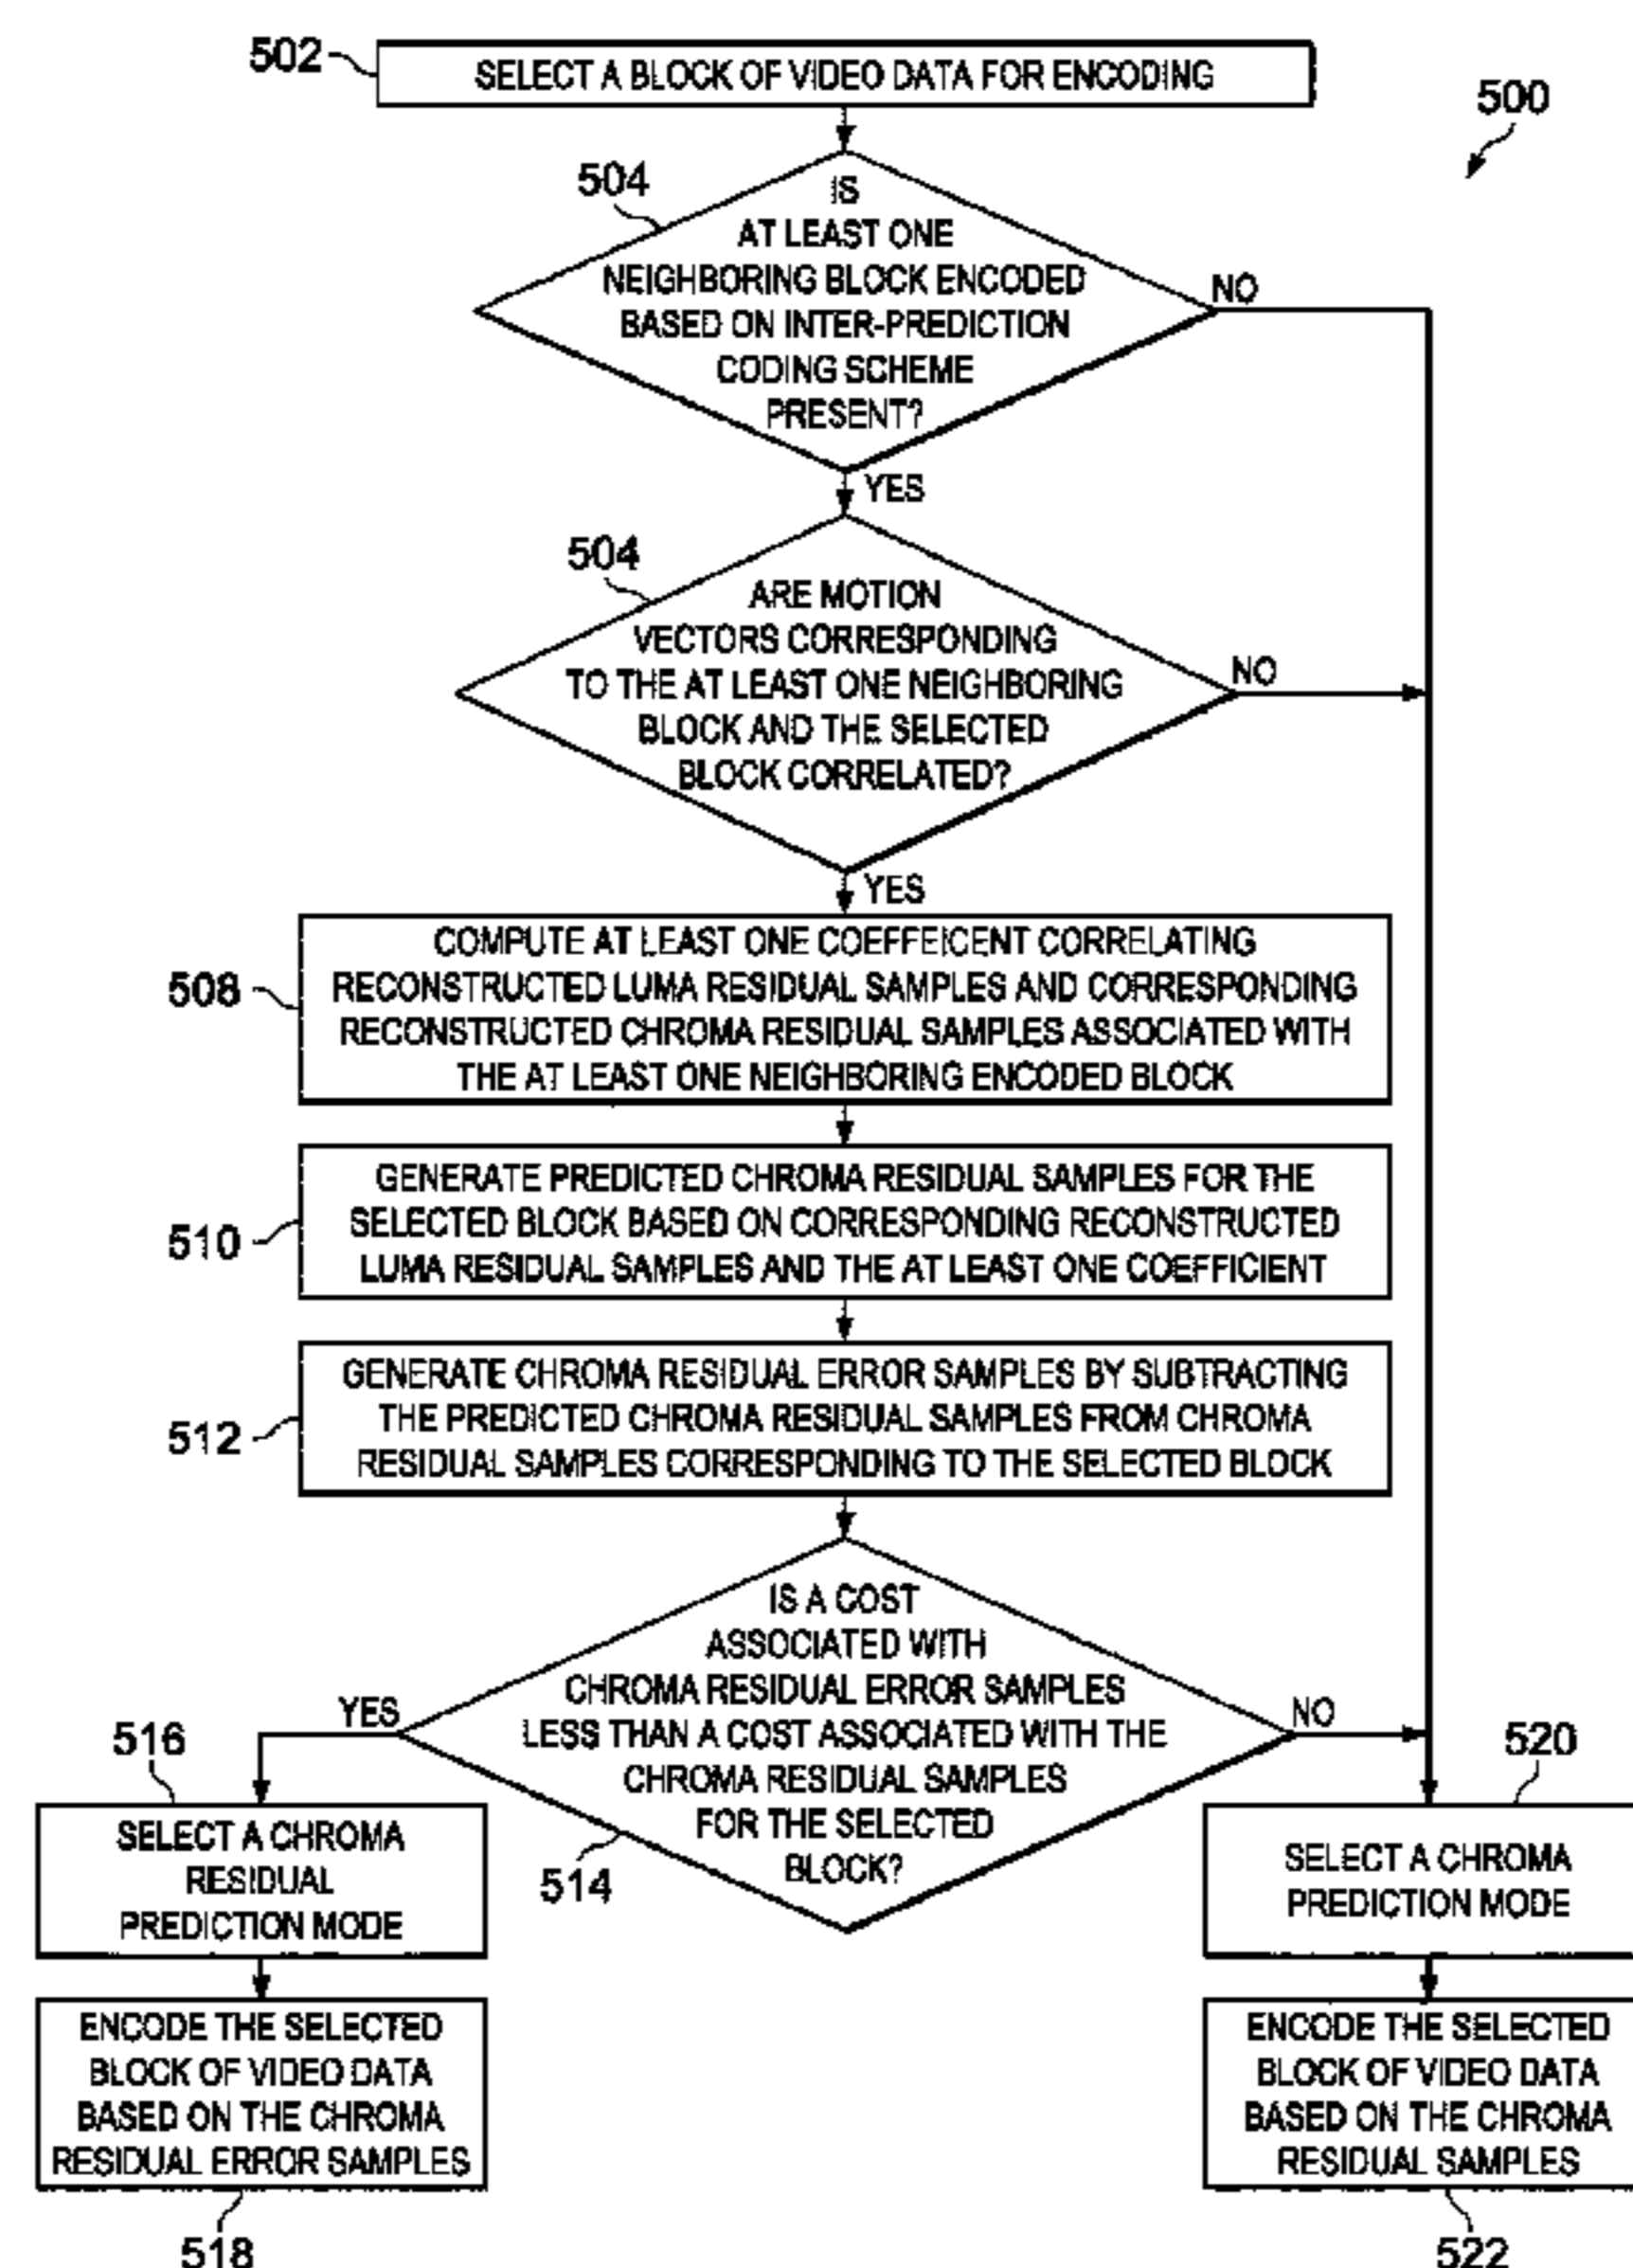 502
SELECT A BLOCK OF VIDEO DATA FOR ENCODING
500
504
IS
AT LEAST ONE
NEIGHBORING BLOCK ENCODED
BASED ON INTER-PREDICTION
CODING SCHEME
PRESENT?
NO
YES
504
ARE MOTION
VECTORS CORRESPONDING
TO THE AT LEAST ONE NEIGHBORING
BLOCK AND THE SELECTED
BLOCK CORRELATED?
NO
YES
508
COMPUTE AT LEAST ONE COEFFEICENT CORRELATING
RECONSTRUCTED LUMA RESIDUAL SAMPLES AND CORRESPONDING
RECONSTRUCTED CHROMA RESIDUAL SAMPLES ASSOCIATED WITH
THE AT LEAST ONE NEIGHBORING ENCODED BLOCK
510
GENERATE PREDICTED CHROMA RESIDUAL SAMPLES FOR THE
SELECTED BLOCK BASED ON CORRESPONDING RECONSTRUCTED
LUMA RESIDUAL SAMPLES AND THE AT LEAST ONE COEFFICIENT
512
GENERATE CHROMA RESIDUAL ERROR SAMPLES BY SUBTRACTING
THE PREDICTED CHROMA RESIDUAL SAMPLES FROM CHROMA
RESIDUAL SAMPLES CORRESPONDING TO THE SELECTED BLOCK
IS A COST
ASSOCIATED WITH
CHROMA RESIDUAL ERROR SAMPLES
LESS THAN A COST ASSOCIATED WITH THE
CHROMA RESIDUAL SAMPLES
FOR THE SELECTED
BLOCK?
514
YES
NO
516
SELECT A CHROMA
RESIDUAL
PREDICTION MODE
520
SELECT A CHROMA
PREDICTION MODE
ENCODE THE SELECTED
BLOCK OF VIDEO DATA
BASED ON THE CHROMA
RESIDUAL ERROR SAMPLES
518
ENCODE THE SELECTED
BLOCK OF VIDEO DATA
BASED ON THE CHROMA
RESIDUAL SAMPLES
522